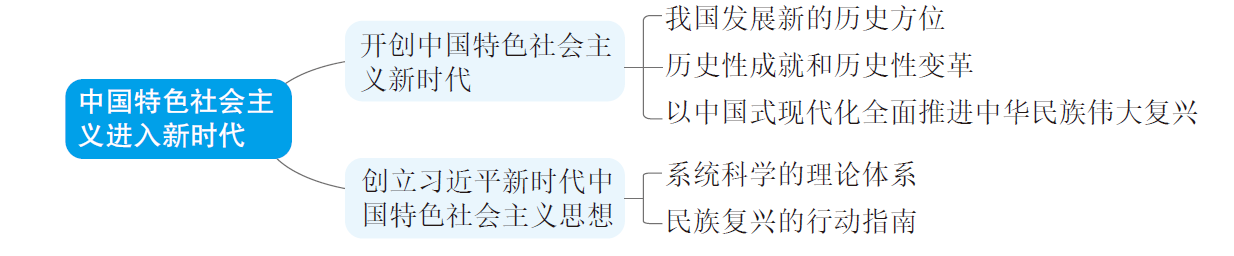 中国特色社会主
义进入新时代
开创中国特色社会主
义新时代
我国发展新的历史方位
历史性成就和历史性变革
以中国式现代化全面推进中华民族伟大复兴
创立习近平新时代中
国特色社会主义思想
系统科学的理论体系
民族复兴的行动指南